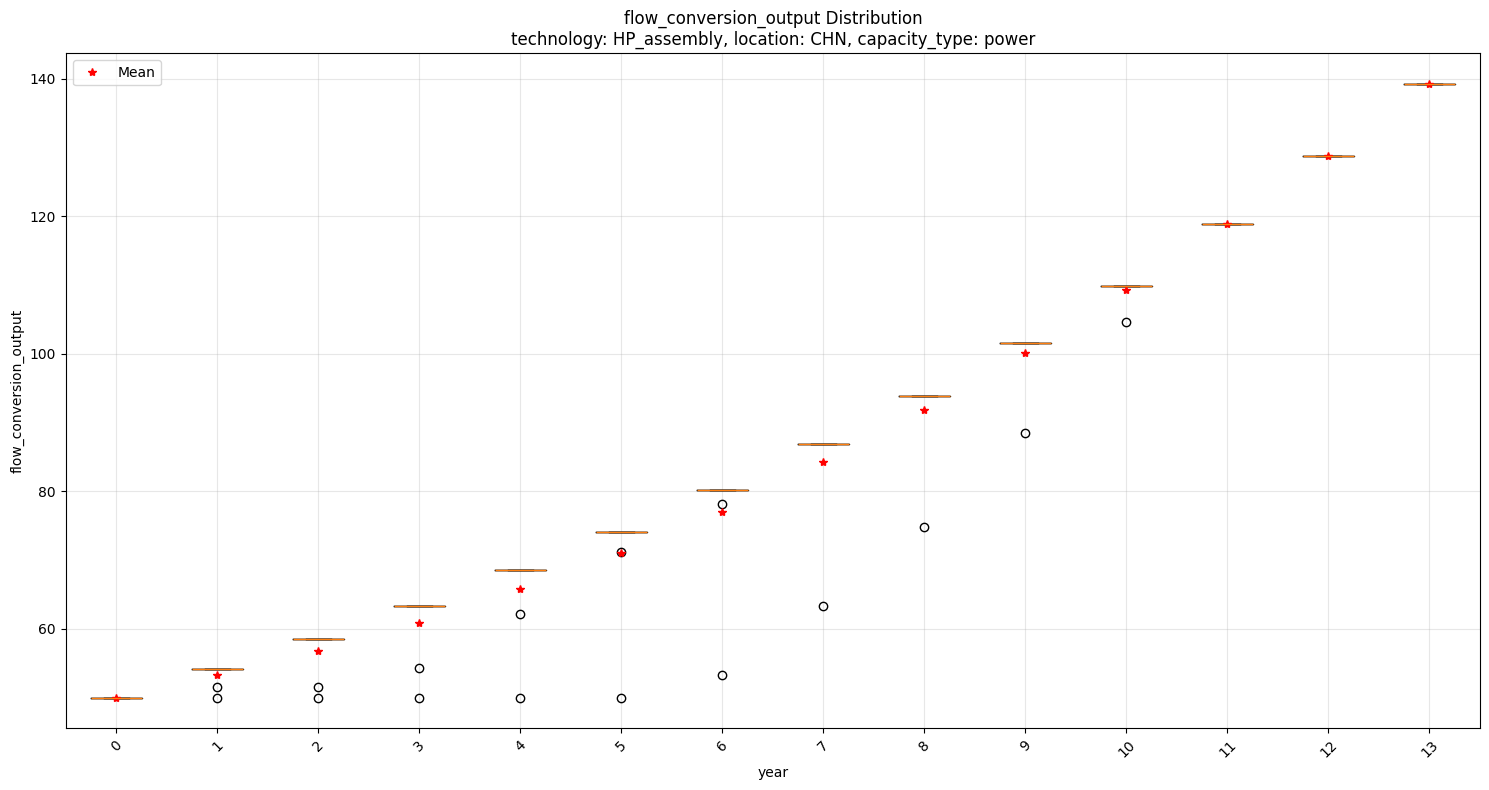 flow_conversion_output Distribution
technology: HP_assembly, location: CHN, capacity_type: power
Mean
flow_conversion_output
140
120
100
80
60
0 1 2 3 4 5 6 7 8 9 10 11 12 13
year